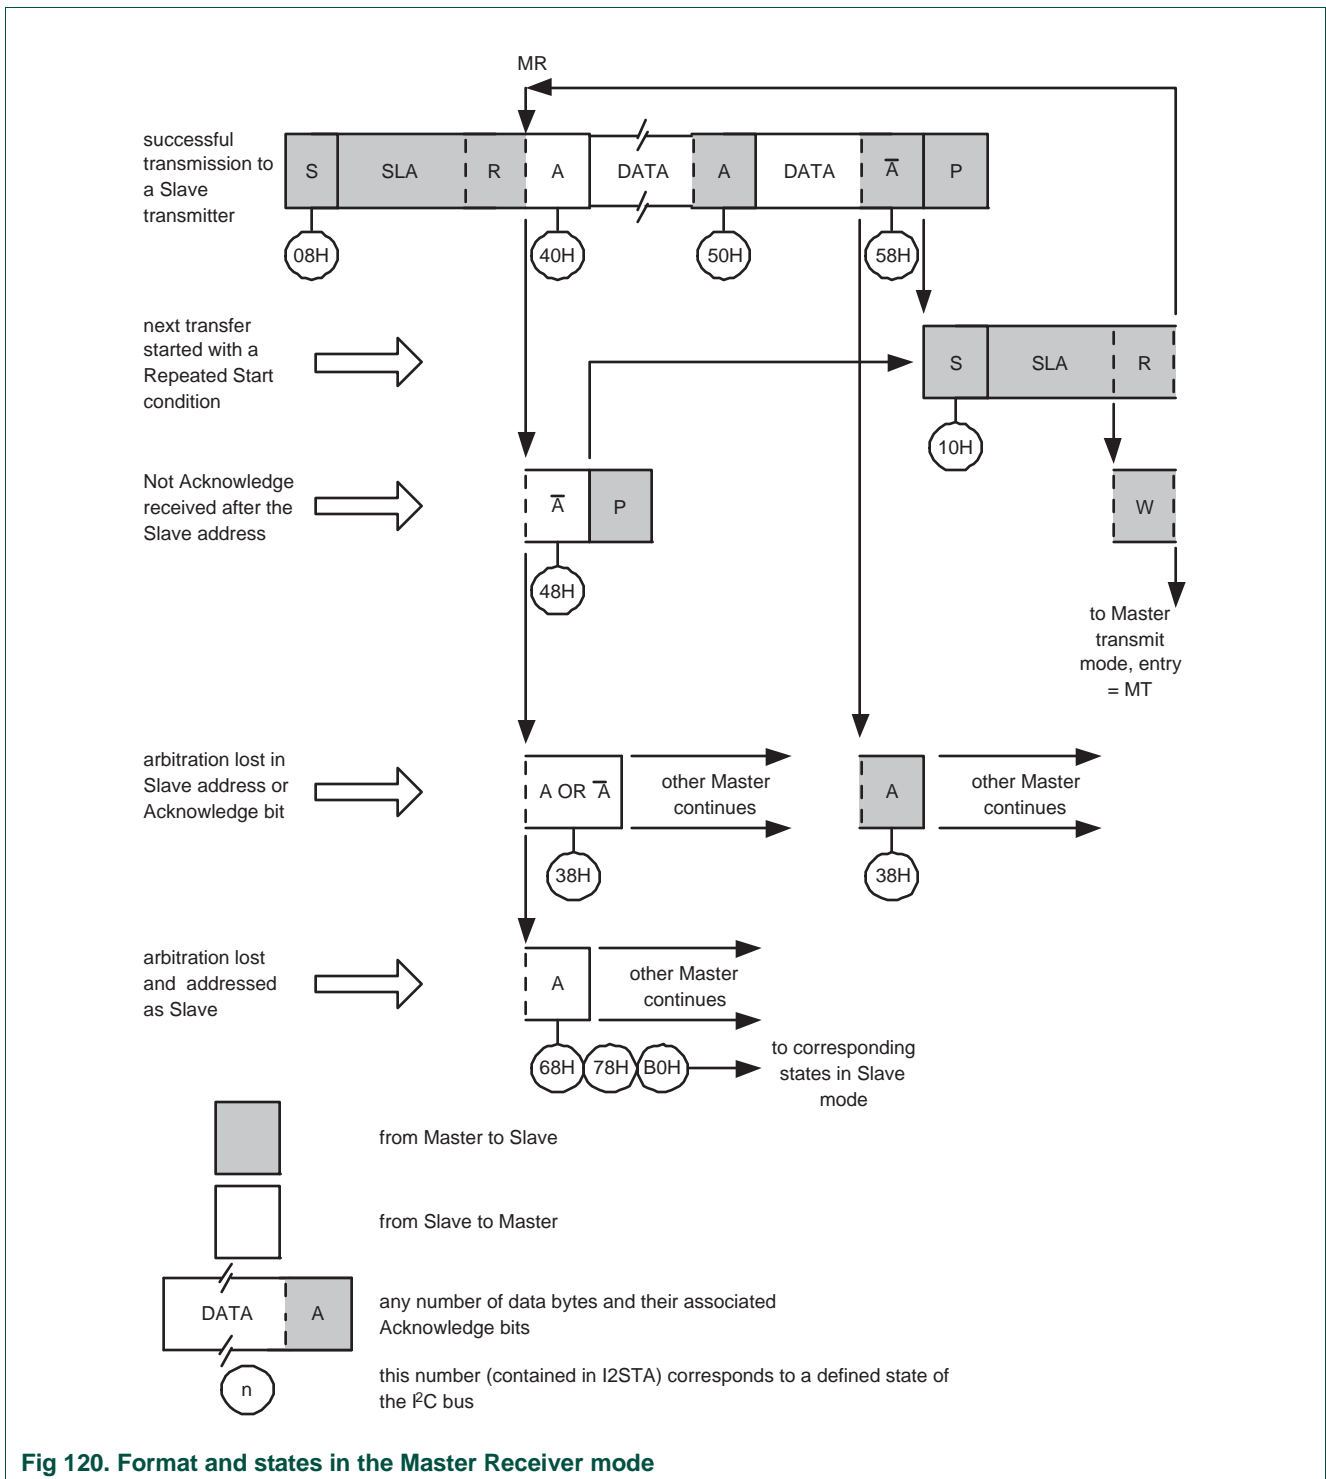 MR
successful
transmission to
a Slave
transmitter
S SLA R A DATA A DATA A̅ P
08H 40H 50H 58H
next transfer
started with a
Repeated Start
condition
S SLA R
10H
Not Acknowledge
received after the
Slave address
A̅ P
W
48H
to Master
transmit
mode, entry
= MT
arbitration lost in
Slave address or
Acknowledge bit
A OR A̅
other Master
continues
A
other Master
continues
38H 38H
arbitration lost
and addressed
as Slave
A
other Master
continues
68H 78H B0H
to corresponding
states in Slave
mode
from Master to Slave
from Slave to Master
DATA A
any number of data bytes and their associated
Acknowledge bits
n
this number (contained in I2STA) corresponds to a defined state of
the I²C bus
Fig 120. Format and states in the Master Receiver mode